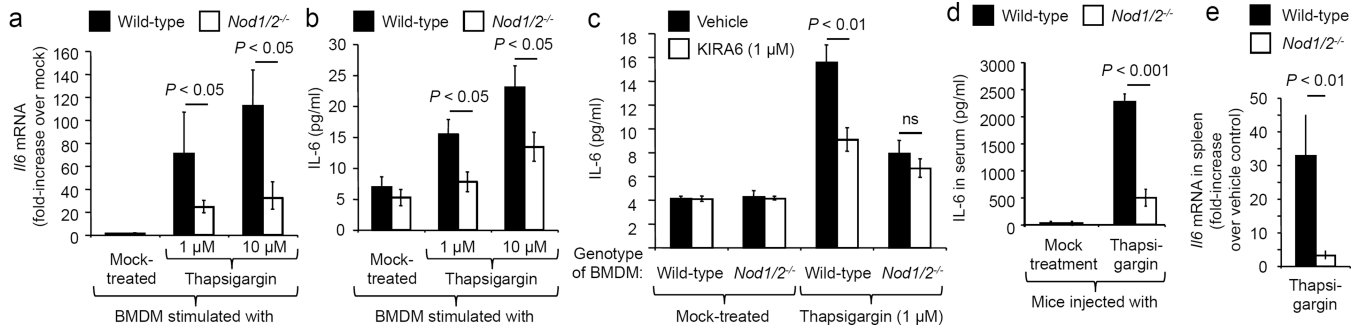 a
Wild-type
Nod1/2-/-
Il6 mRNA
(fold-increase over mock)
160
140
120
100
80
60
40
20
0
P < 0.05
P < 0.05
1 µM
10 µM
Mock-
treated
Thapsigargin
BMDM stimulated with
b
Wild-type
Nod1/2-/-
IL-6 (pg/ml)
30
25
20
15
10
5
0
P < 0.05
P < 0.05
1 µM
10 µM
Mock-
treated
Thapsigargin
BMDM stimulated with
c
Vehicle
KIRA6 (1 µM)
IL-6 (pg/ml)
18
16
14
12
10
8
6
4
2
0
P < 0.01
ns
Genotype
of BMDM:
Wild-type
Nod1/2-/-
Wild-type
Nod1/2-/-
Mock-treated
Thapsigargin (1 µM)
d
Wild-type
Nod1/2-/-
IL-6 in serum (pg/ml)
3000
2500
2000
1500
1000
500
0
P < 0.001
Mock
treatment
Thapsi-
gargin
Mice injected with
e
Wild-type
Nod1/2-/-
Il6 mRNA in spleen
(fold-increase
over vehicle control)
50
40
30
20
10
0
P < 0.01
Thapsi-
gargin